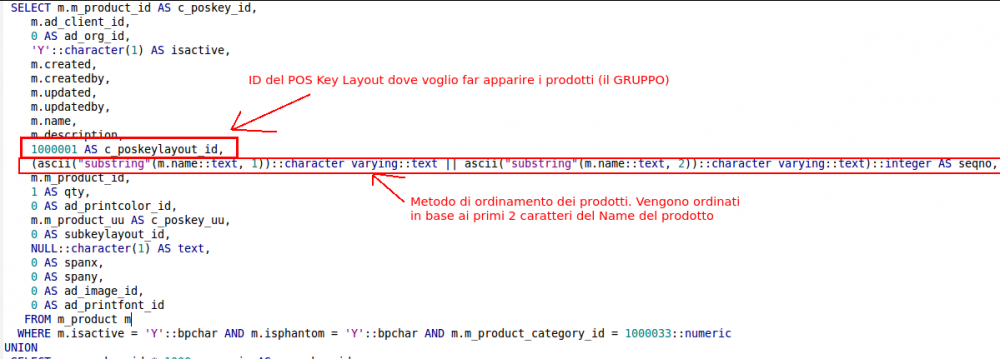 SELECT m.m_product_id AS c_poskey_id,
m.ad_client_id,
0 AS ad_org_id,
'Y'::character(1) AS isactive,
m.created,
m.createdby,
ID del POS Key Layout dove voglio far apparire i prodotti (il GRUPPO)
m.updated,
m.updatedby,
m.name,
m.description,
1000001 AS c_poskeylayout_id,
(ascii("substring"(m.name::text, 1))::character varying::text || ascii("substring"(m.name::text, 2))::character varying::text)::integer AS seqno,
m.m_product_id,
1 AS qty,
Metodo di ordinamento dei prodotti. Vengono ordinati
0 AS ad_printcolor_id,
in base ai primi 2 caratteri del Name del prodotto
m.m_product_uu AS c_poskey_uu,
0 AS subkeylayout_id,
NULL::character(1) AS text,
0 AS spanx,
0 AS spany,
0 AS ad_image_id,
0 AS ad_printfont_id
FROM m_product m
WHERE m.isactive = 'Y'::bpchar AND m.isphantom = 'Y'::bpchar AND m.m_product_category_id = 1000033::numeric
UNION